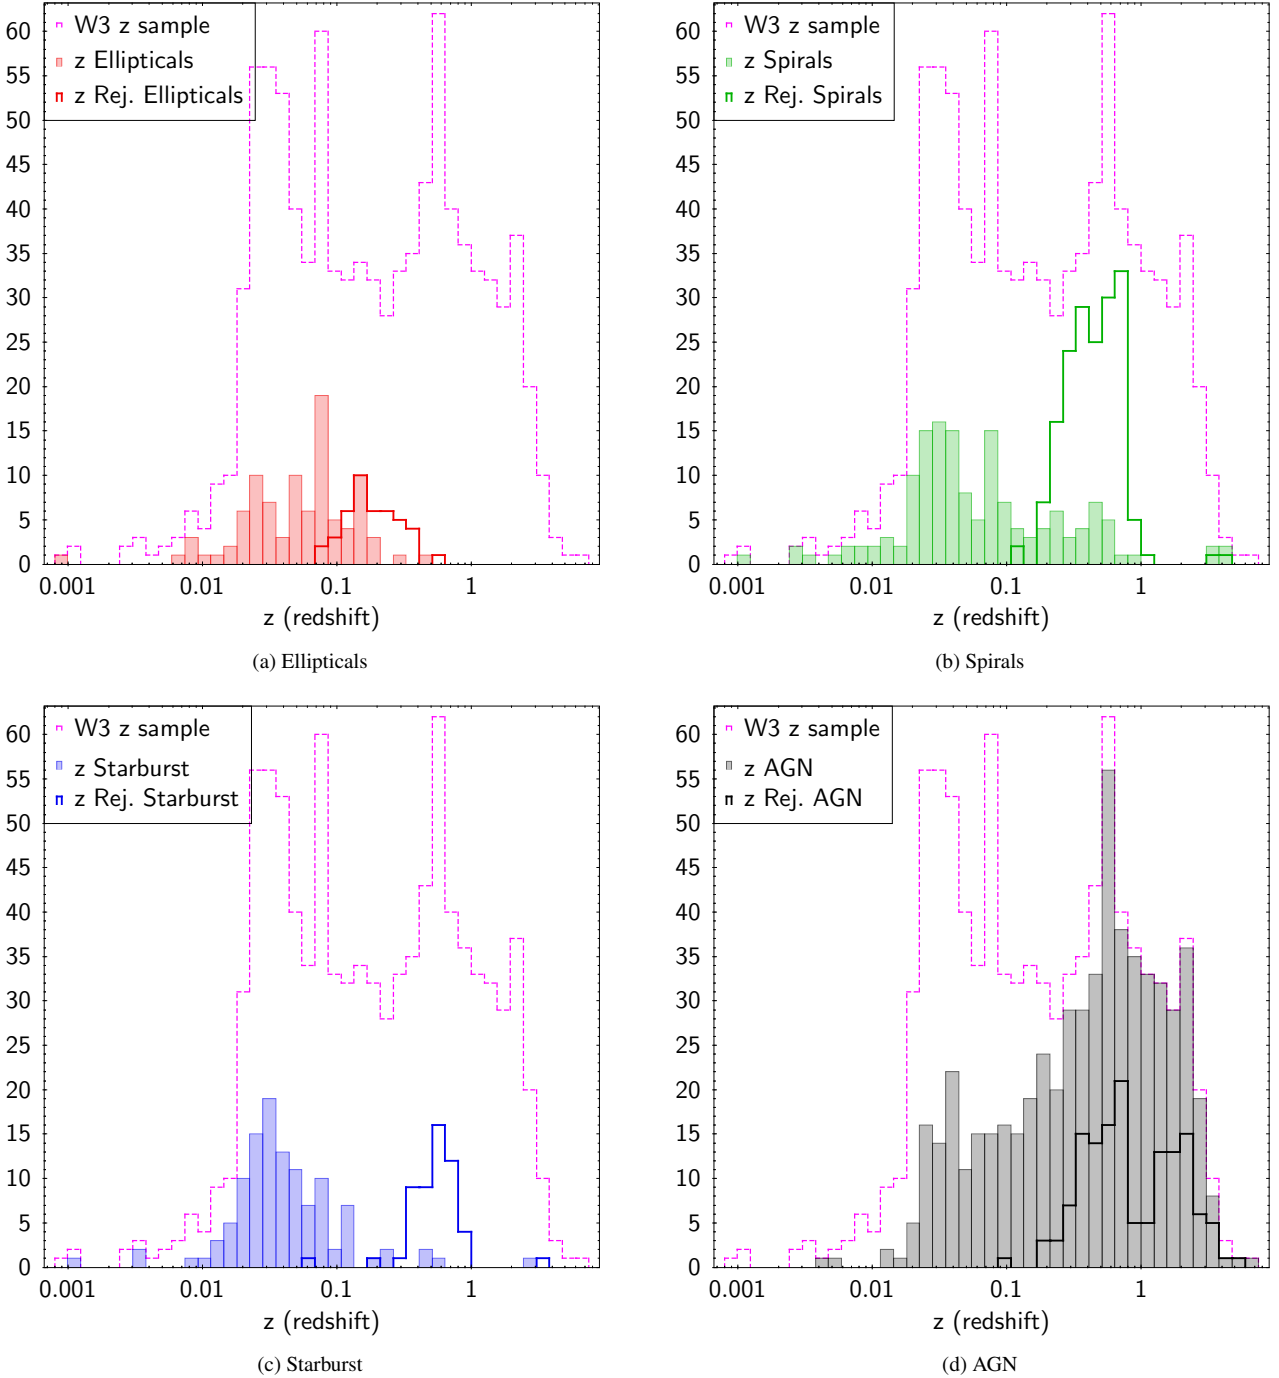 W3 z sample
z Ellipticals
z Rej. Ellipticals
60
55
50
45
40
35
30
25
20
15
10
5
0
0.001 0.01 0.1 1
z (redshift)
(a) Ellipticals
W3 z sample
z Spirals
z Rej. Spirals
60
55
50
45
40
35
30
25
20
15
10
5
0
0.001 0.01 0.1 1
z (redshift)
(b) Spirals
W3 z sample
z Starburst
z Rej. Starburst
60
55
50
45
40
35
30
25
20
15
10
5
0
0.001 0.01 0.1 1
z (redshift)
(c) Starburst
W3 z sample
z AGN
z Rej. AGN
60
55
50
45
40
35
30
25
20
15
10
5
0
0.001 0.01 0.1 1
z (redshift)
(d) AGN